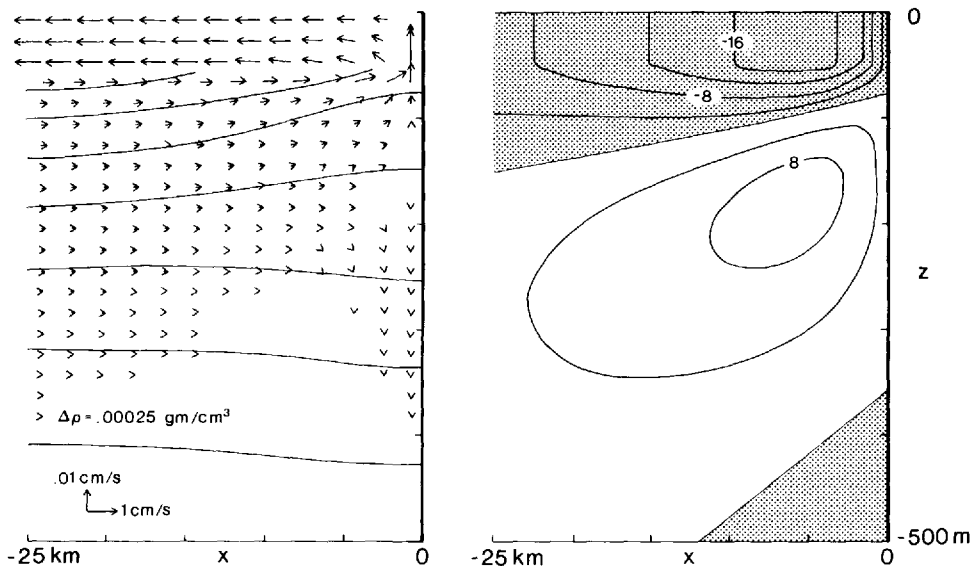 -16
-8
8
0
z
Δρ = .00025 gm/cm³
.01 cm/s
1 cm/s
-500 m
-25 km x 0
-25 km x 0